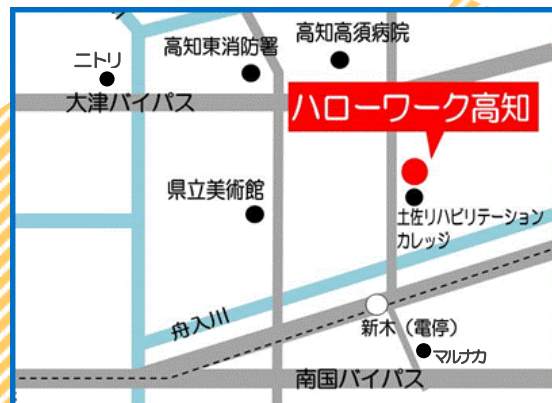 高知高須病院
高知東消防署
ニトリ
大津バイパス
ハローワーク高知
県立美術館
土佐リハビリテーション
カレッジ
舟入川
新木（電停）
マルナカ
南国バイパス